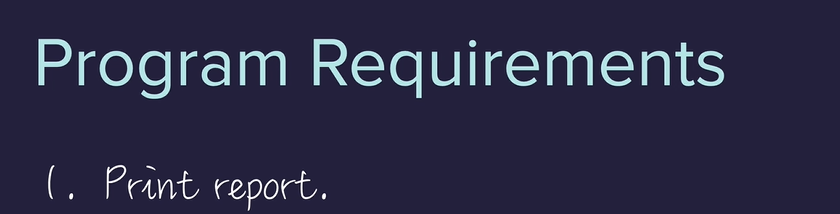 Program Requirements
1. Print report.